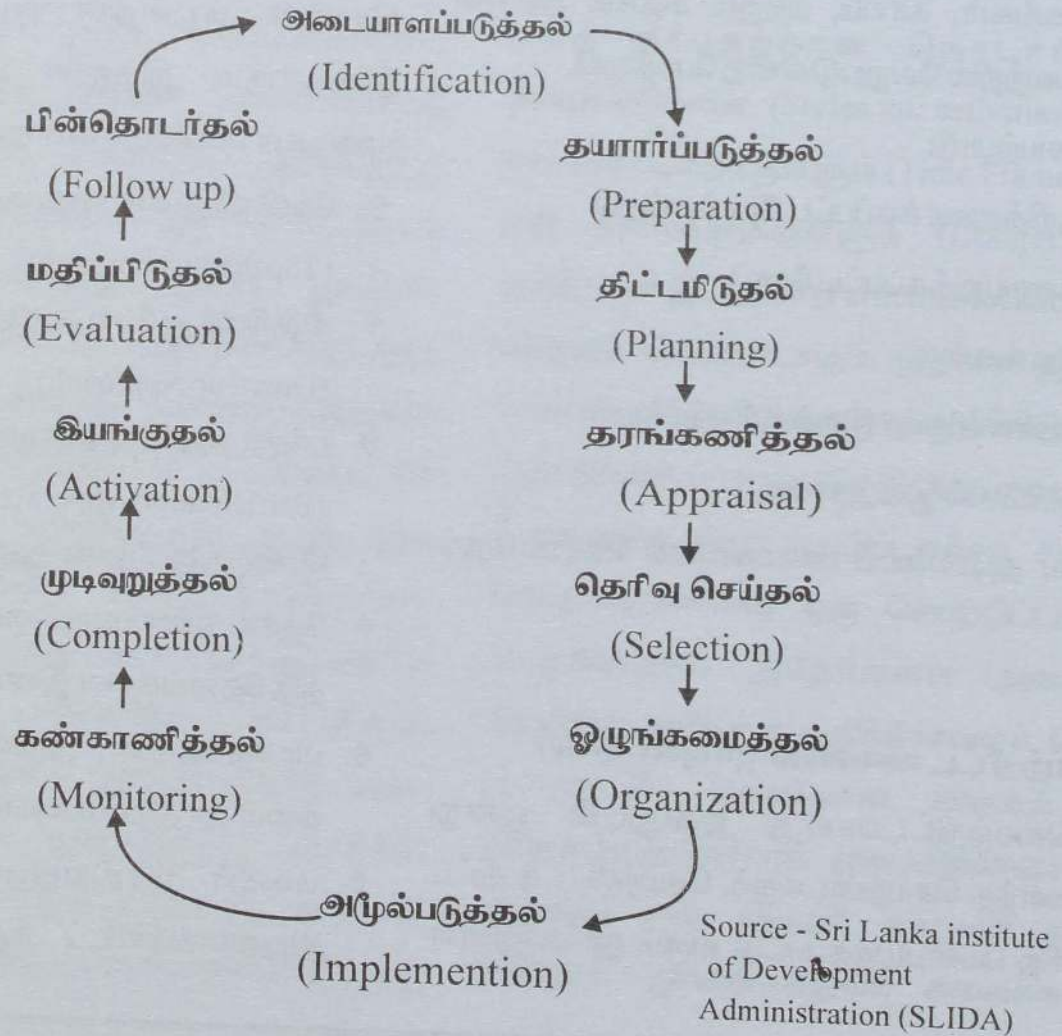 அடையாளப்படுத்தல்
(Identification)
தயாார்ப்படுத்தல்
(Preparation)
திட்டமிடுதல்
(Planning)
தரங்கணித்தல்
(Appraisal)
தெரிவு செய்தல்
(Selection)
ஒழுங்கமைத்தல்
(Organization)
அமூல்படுத்தல்
(Implemention)
கண்காணித்தல்
(Monitoring)
முடிவுறுத்தல்
(Completion)
இயங்குதல்
(Activation)
மதிப்பிடுதல்
(Evaluation)
பின்தொடர்தல்
(Follow up)
Source - Sri Lanka institute
of Development
Administration (SLIDA)